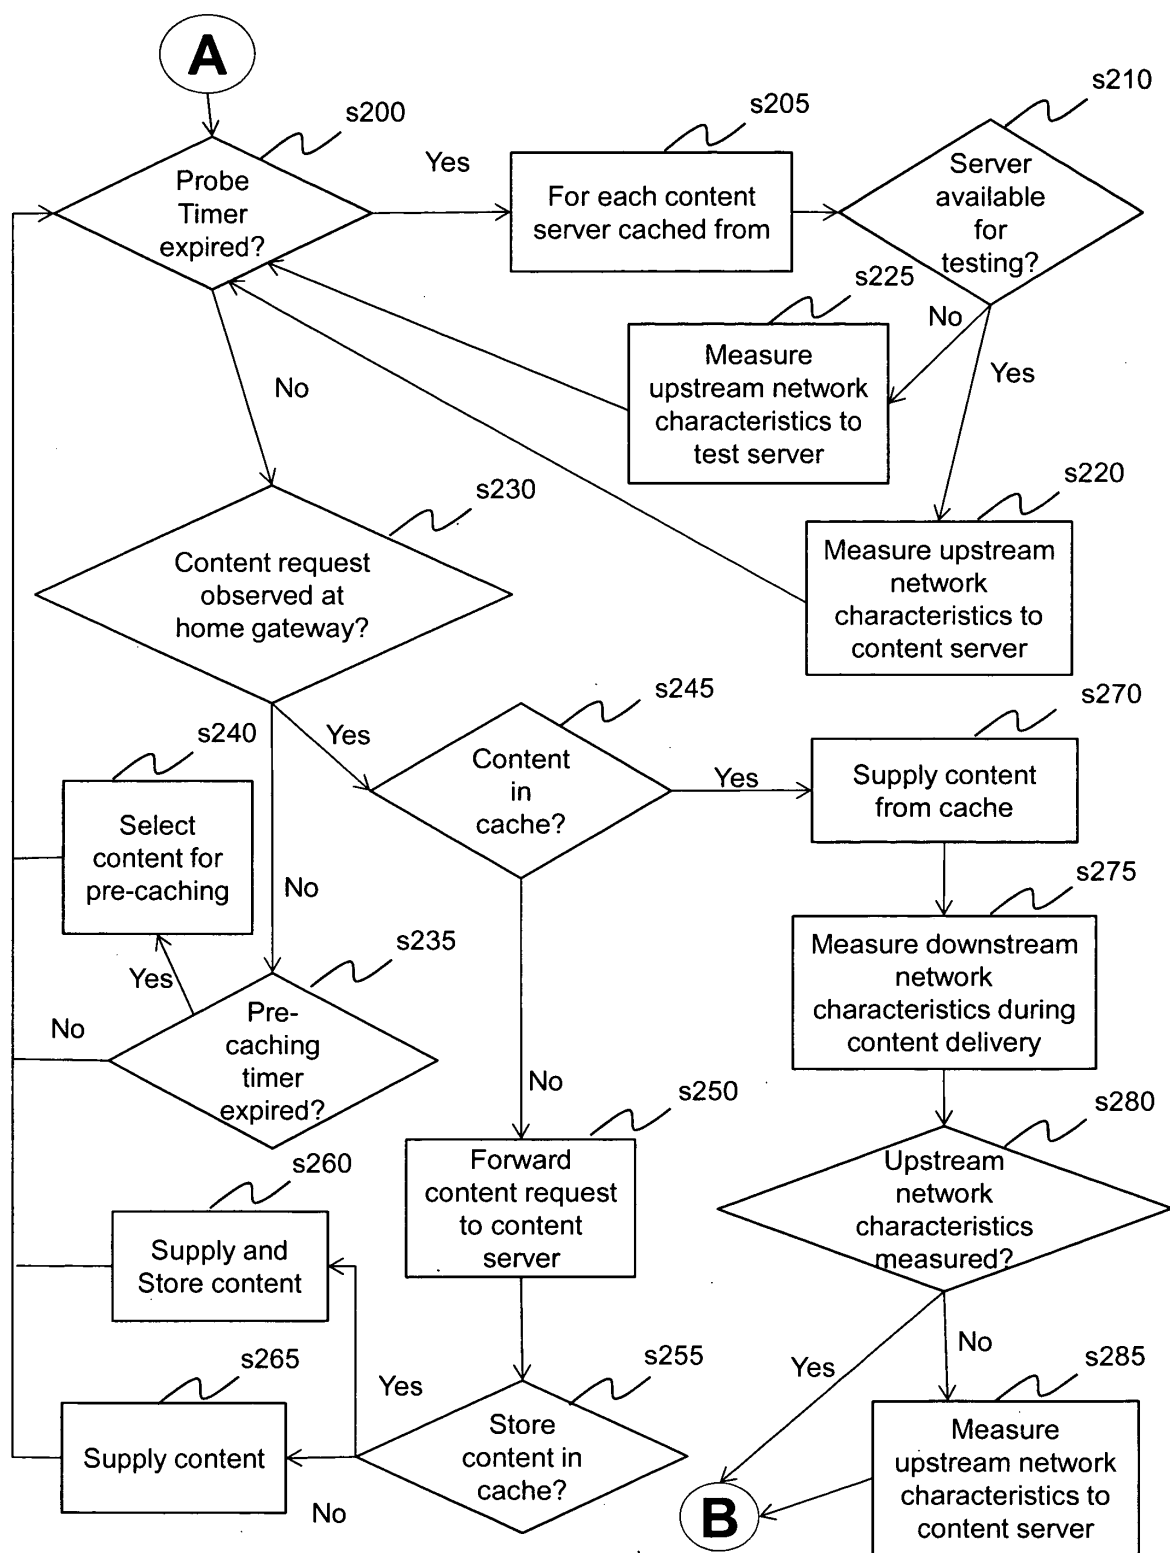 A
s200
Probe
Timer
expired?
Yes
s205
For each content
server cached from
s210
Server
available
for
testing?
s225
No
Measure
upstream network
characteristics to
test server
Yes
s220
Measure upstream
network
characteristics to
content server
No
s230
Content request
observed at
home gateway?
s240
Select
content for
pre-caching
Yes
s245
Content
in
cache?
Yes
s270
Supply content
from cache
No
s235
Yes
Pre-
caching
timer
expired?
No
s275
Measure downstream
network
characteristics during
content delivery
No
s250
Forward
content request
to content
server
s280
Upstream
network
characteristics
measured?
s260
Supply and
Store content
s265
Supply content
Yes
s255
Store
content in
cache?
No
Yes
No
s285
Measure
upstream network
characteristics to
content server
B